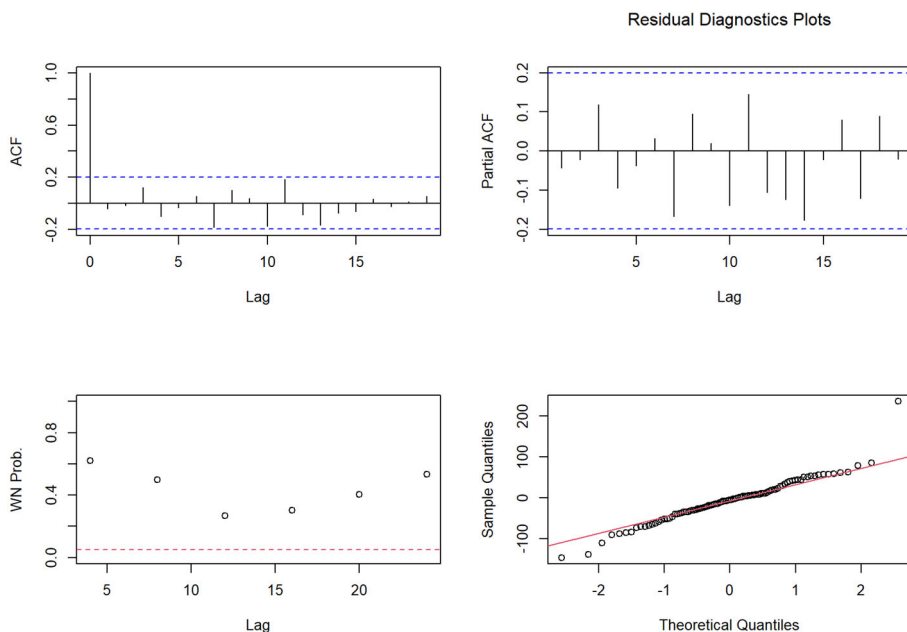 Residual Diagnostics Plots
ACF
1.0
0.6
0.2
-0.2
0 5 10 15
Lag
Partial ACF
0.2
0.1
0.0
-0.1
-0.2
5 10 15
Lag
WN Prob.
0.8
0.4
0.0
5 10 15 20
Lag
Sample Quantiles
200
100
0
-100
-2 -1 0 1 2
Theoretical Quantiles